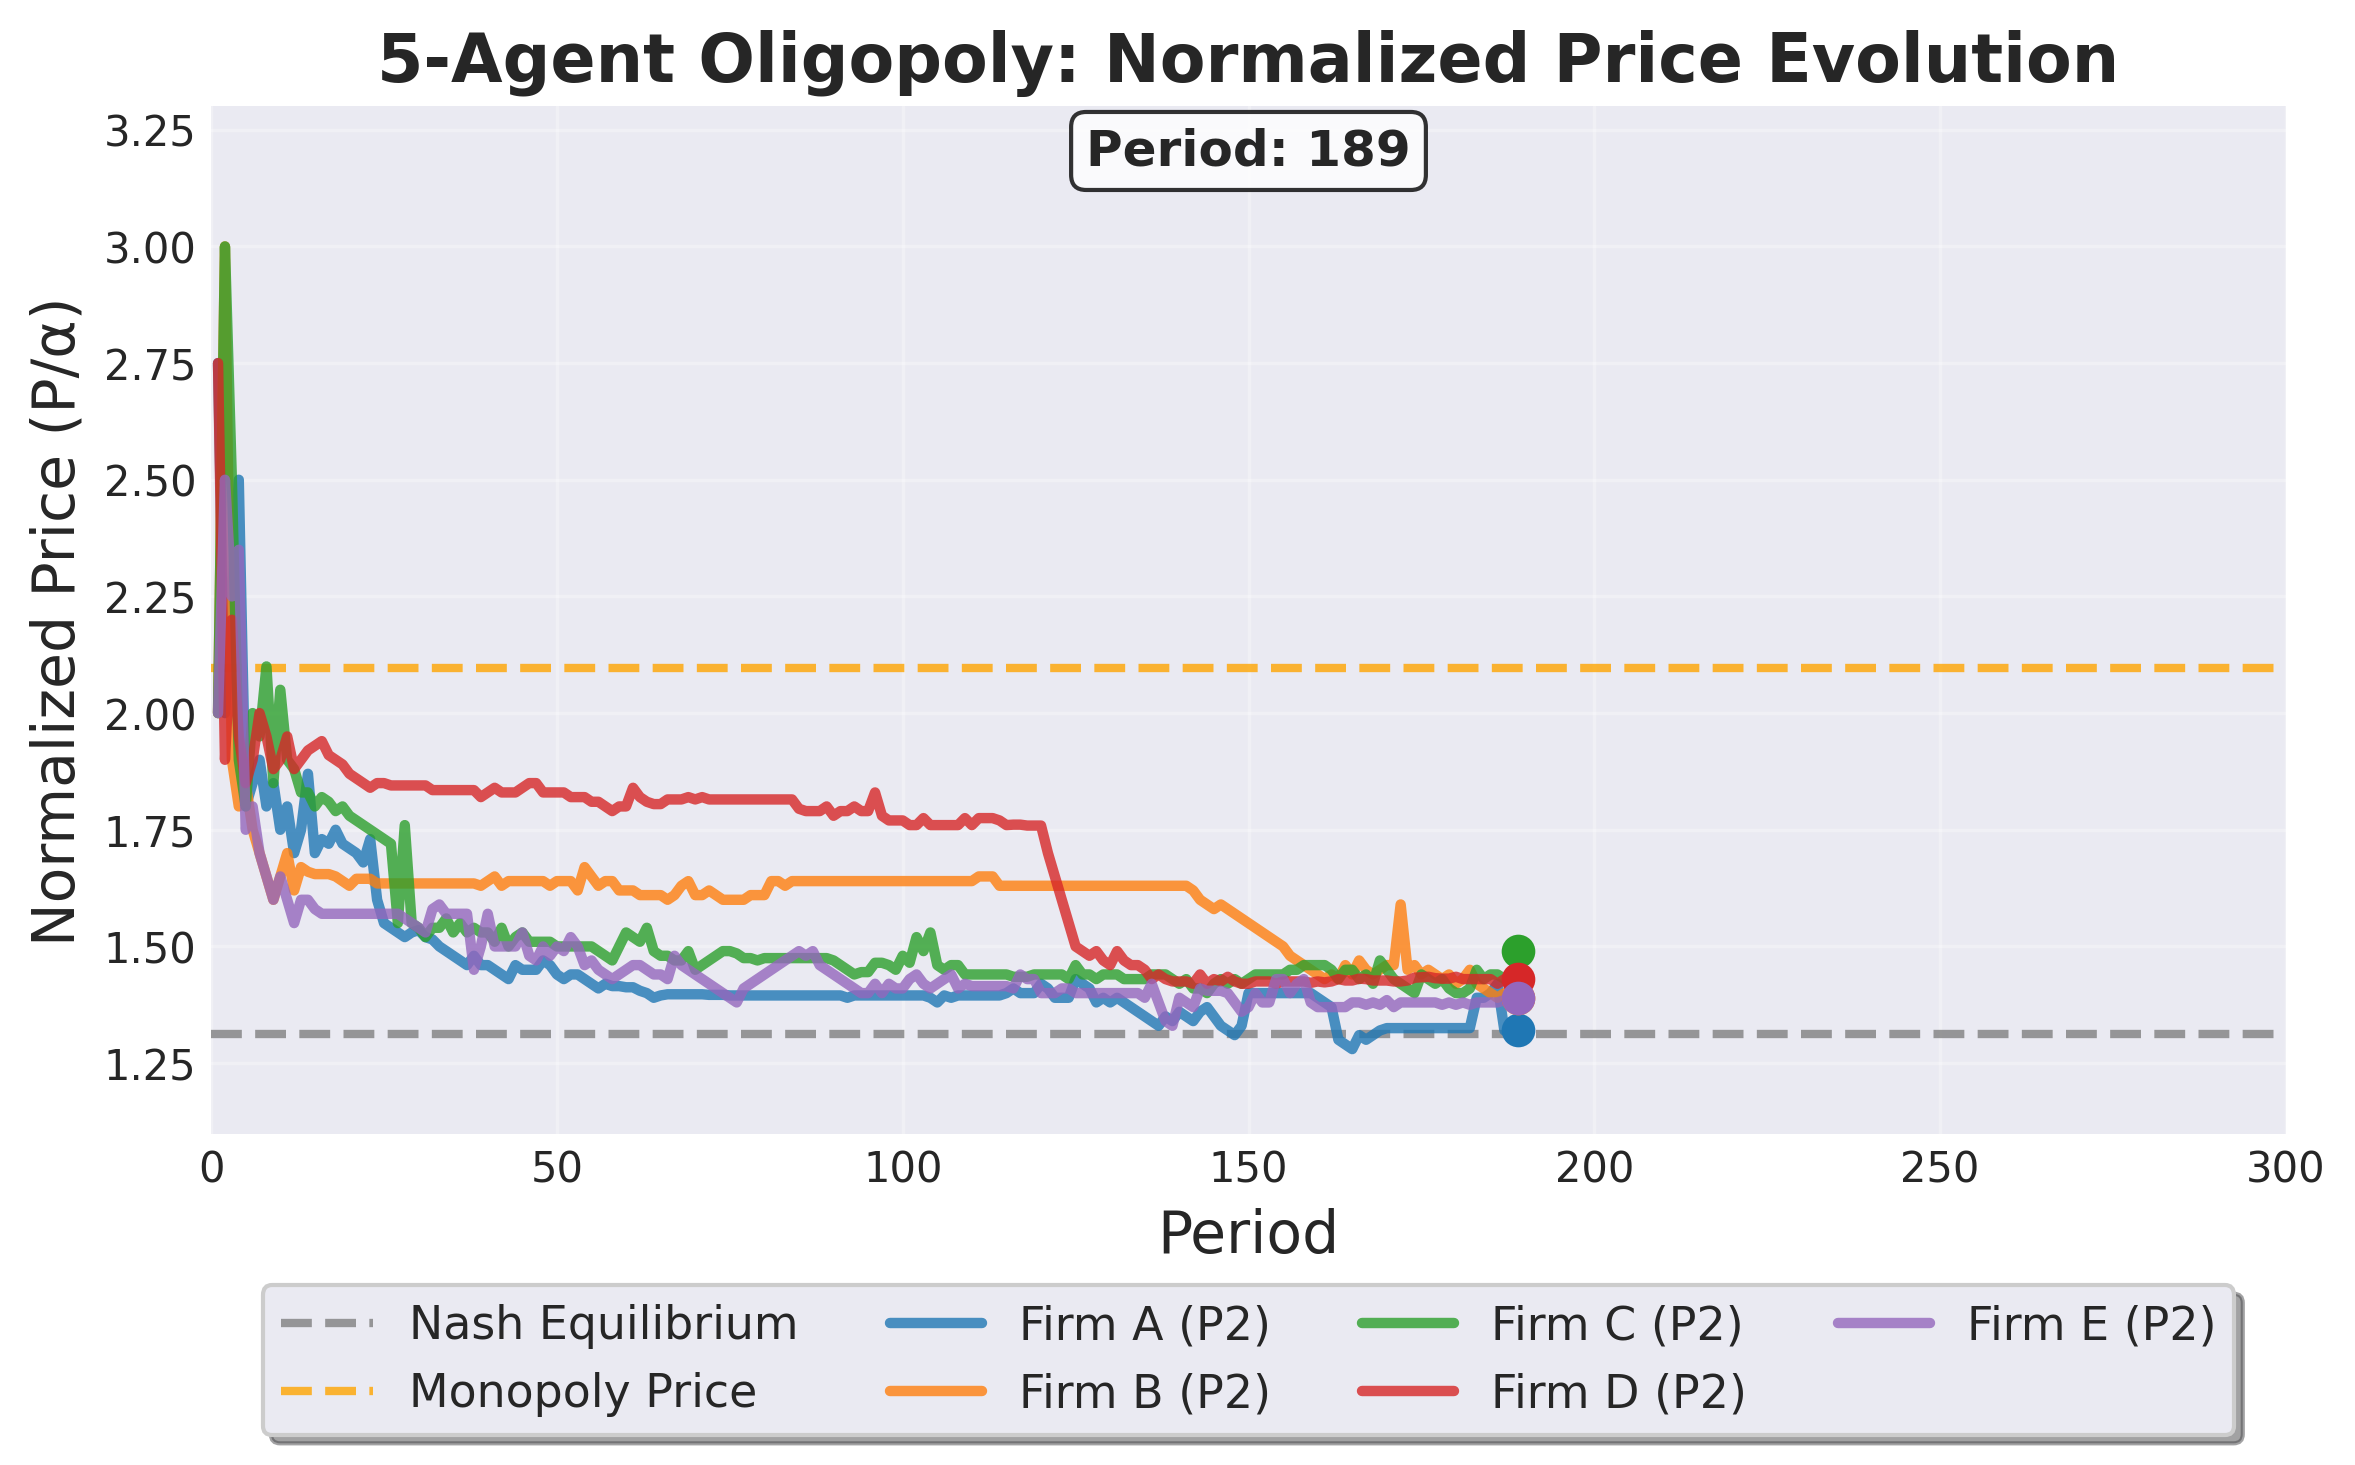 5-Agent Oligopoly: Normalized Price Evolution
Period: 189
Normalized Price (P/α)
3.25
3.00
2.75
2.50
2.25
2.00
1.75
1.50
1.25
0 50 100 150 200 250 300
Period
Nash Equilibrium
Monopoly Price
Firm A (P2)
Firm B (P2)
Firm C (P2)
Firm D (P2)
Firm E (P2)